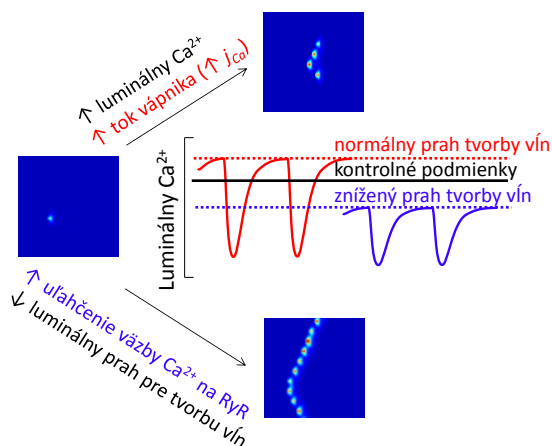 ↑ luminálny Ca²⁺
↑ tok vápnika (↑ jCa)
Luminálny Ca²⁺
normálny prah tvorby vĺn
kontrolné podmienky
znížený prah tvorby vĺn
↑ uľahčenie väzby Ca²⁺ na RyR
↓ luminálny prah pre tvorbu vĺn